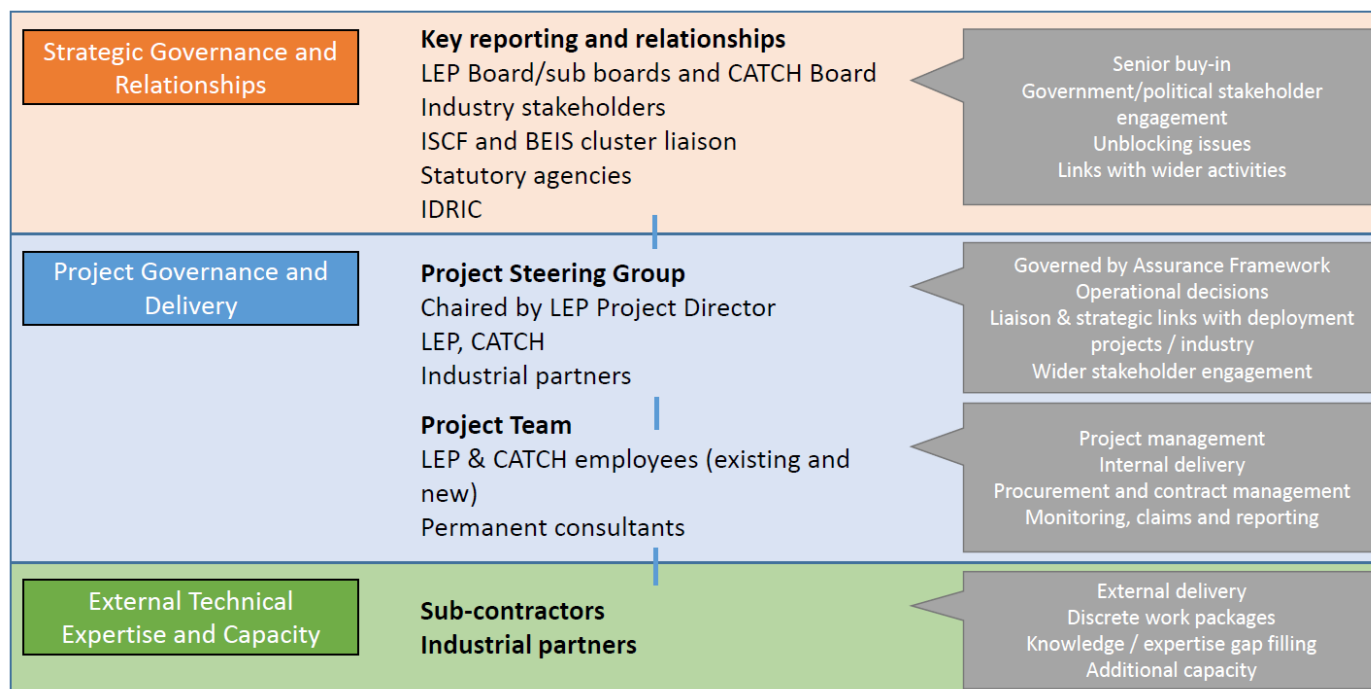 Strategic Governance and
Relationships
Key reporting and relationships
LEP Board/sub boards and CATCH Board
Industry stakeholders
ISCF and BEIS cluster liaison
Statutory agencies
IDRIC
Senior buy-in
Government/political stakeholder
engagement
Unblocking issues
Links with wider activities
Project Governance and
Delivery
Project Steering Group
Chaired by LEP Project Director
LEP, CATCH
Industrial partners
Governed by Assurance Framework
Operational decisions
Liaison & strategic links with deployment
projects / industry
Wider stakeholder engagement
Project Team
LEP & CATCH employees (existing and
new)
Permanent consultants
Project management
Internal delivery
Procurement and contract management
Monitoring, claims and reporting
External Technical
Expertise and Capacity
Sub-contractors
Industrial partners
External delivery
Discrete work packages
Knowledge / expertise gap filling
Additional capacity